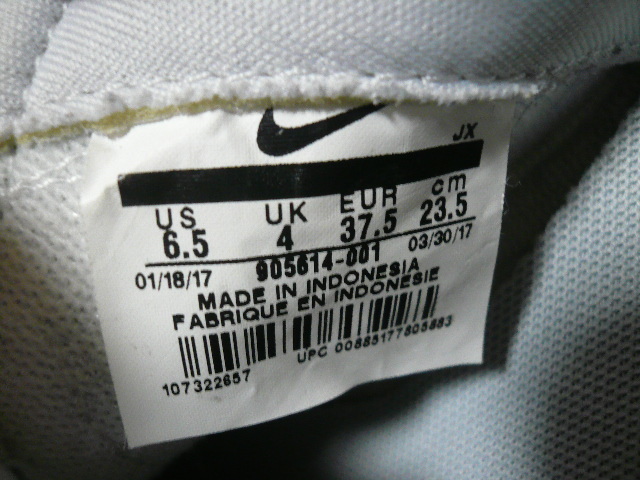 JX
US UK EUR cm
6.5 4 37.5 23.5
01/18/17 905614-001 03/30/17
MADE IN INDONESIA
FABRIQUE EN INDONESIE
107322657 UPC 00885177805883